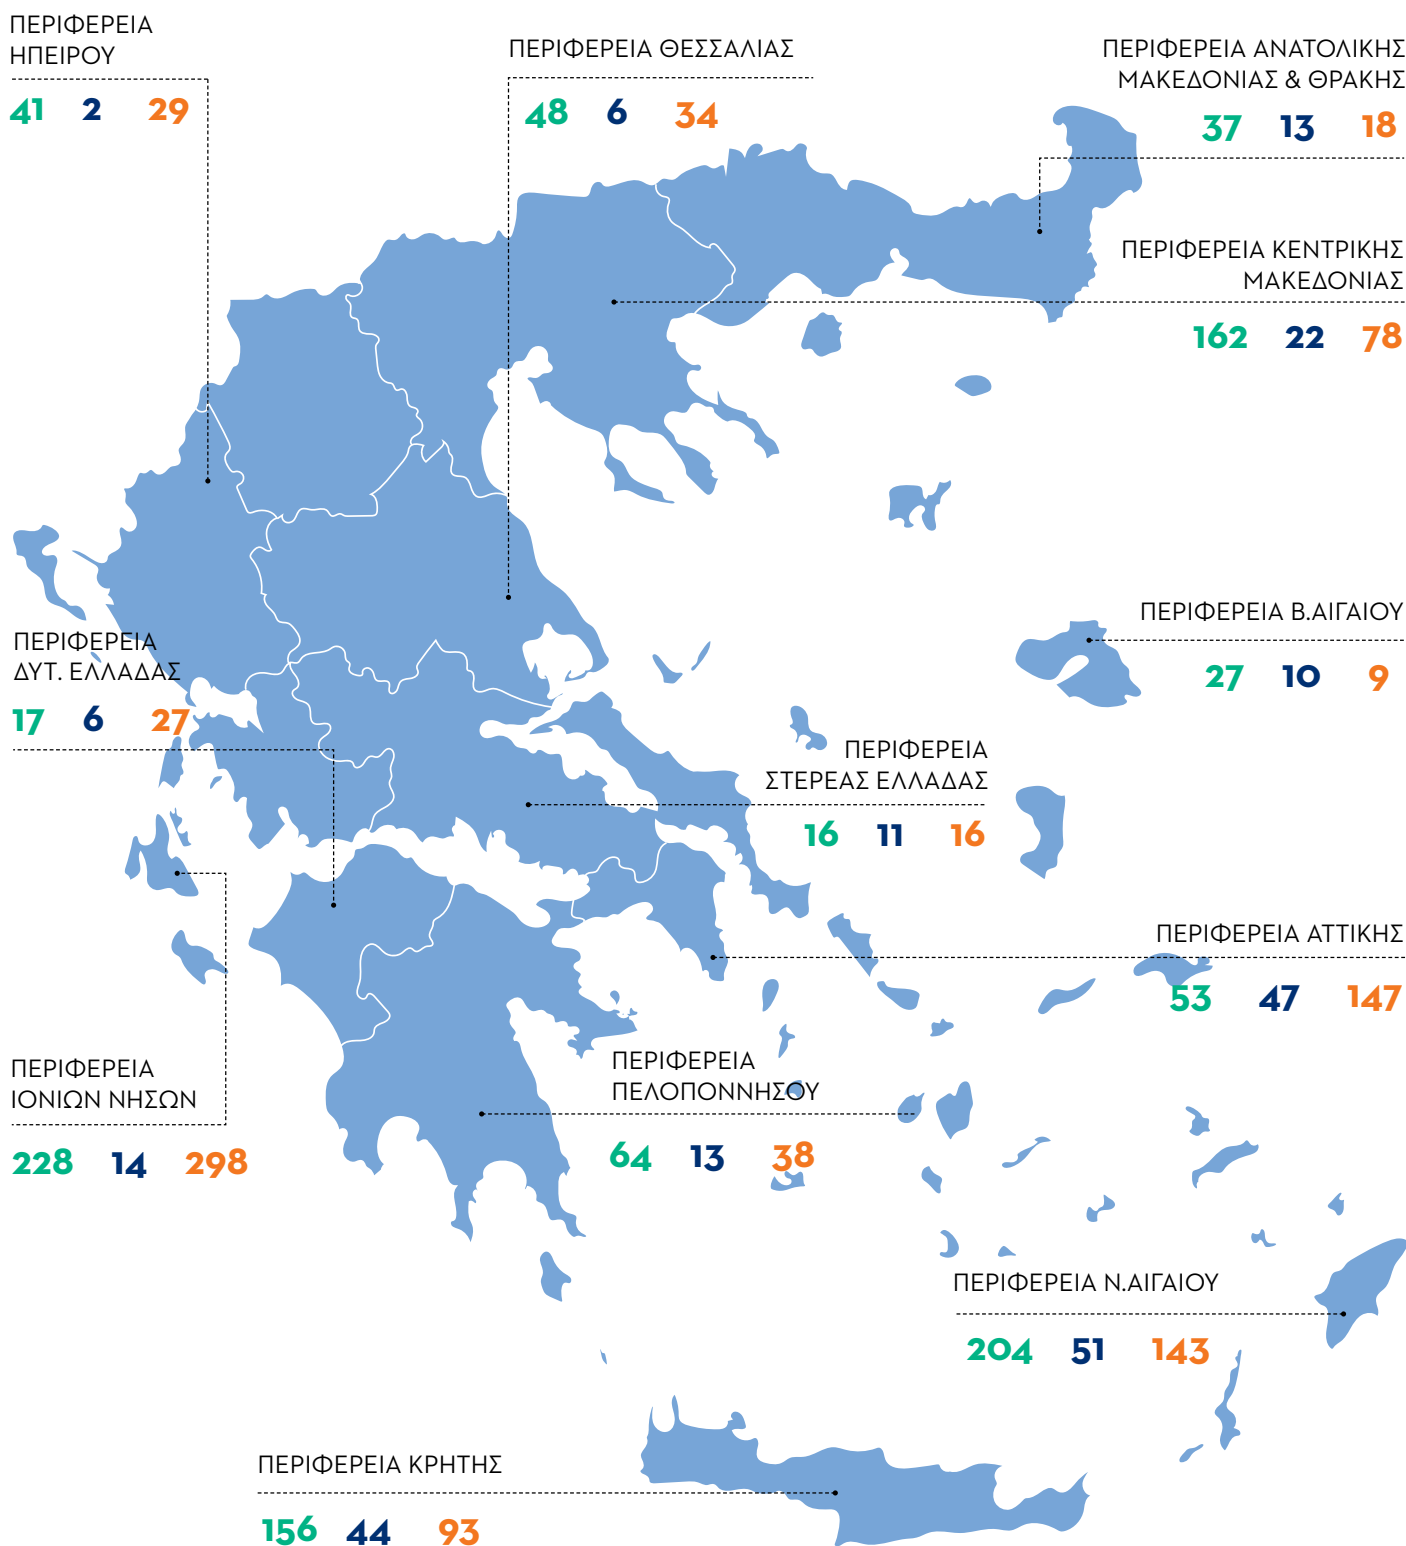 ΠΕΡΙΦΕΡΕΙΑ
ΗΠΕΙΡΟΥ
41 2 29
ΠΕΡΙΦΕΡΕΙΑ ΘΕΣΣΑΛΙΑΣ
48 6 34
ΠΕΡΙΦΕΡΕΙΑ ΑΝΑΤΟΛΙΚΗΣ
ΜΑΚΕΔΟΝΙΑΣ & ΘΡΑΚΗΣ
37 13 18
ΠΕΡΙΦΕΡΕΙΑ ΚΕΝΤΡΙΚΗΣ
ΜΑΚΕΔΟΝΙΑΣ
162 22 78
ΠΕΡΙΦΕΡΕΙΑ Β.ΑΙΓΑΙΟΥ
27 10 9
ΠΕΡΙΦΕΡΕΙΑ
ΔΥΤ. ΕΛΛΑΔΑΣ
17 6 27
ΠΕΡΙΦΕΡΕΙΑ
ΣΤΕΡΕΑΣ ΕΛΛΑΔΑΣ
16 11 16
ΠΕΡΙΦΕΡΕΙΑ ΑΤΤΙΚΗΣ
53 47 147
ΠΕΡΙΦΕΡΕΙΑ
ΙΟΝΙΩΝ ΝΗΣΩΝ
228 14 298
ΠΕΡΙΦΕΡΕΙΑ
ΠΕΛΟΠΟΝΝΗΣΟΥ
64 13 38
ΠΕΡΙΦΕΡΕΙΑ Ν.ΑΙΓΑΙΟΥ
204 51 143
ΠΕΡΙΦΕΡΕΙΑ ΚΡΗΤΗΣ
156 44 93